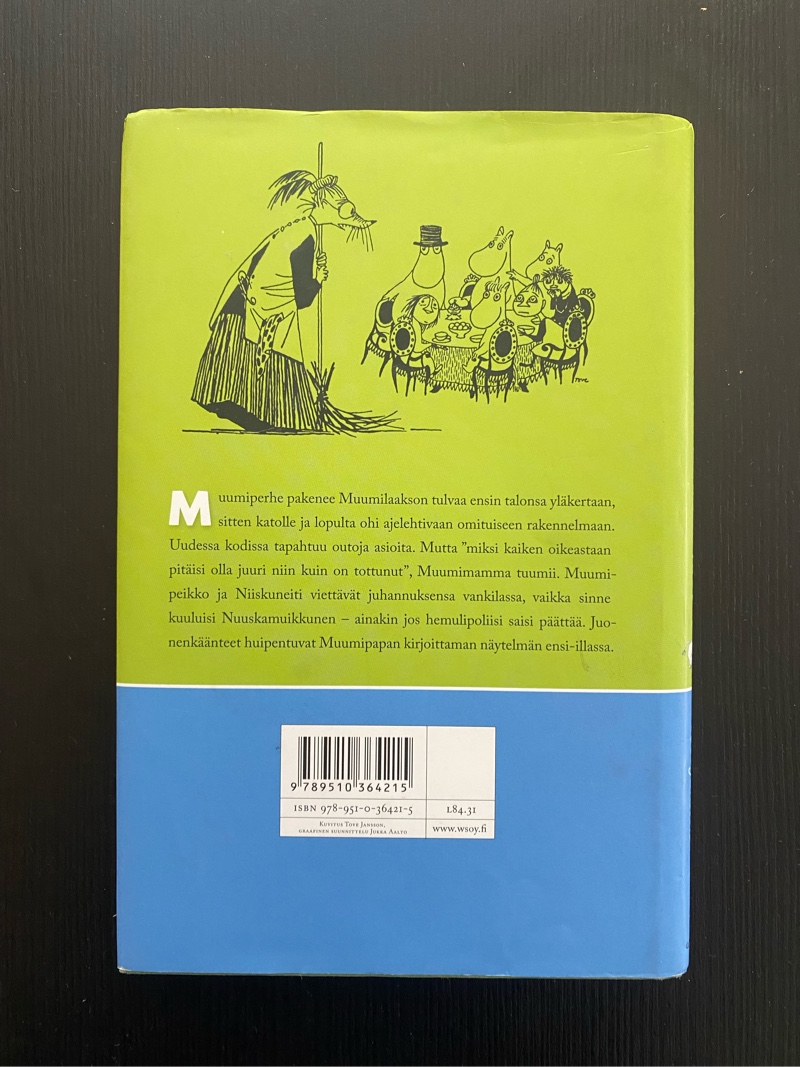 TOVE
Muumiperhe pakenee Muumilaakson tulvaa ensin talonsa yläkertaan,
sitten katolle ja lopulta ohi ajelehtivaan omituiseen rakennelmaan.
Uudessa kodissa tapahtuu outoja asioita. Mutta ”miksi kaiken oikeastaan
pitäisi olla juuri niin kuin on tottunut”, Muumimamma tuumii. Muumi-
peikko ja Niiskuneiti viettävät juhannuksensa vankilassa, vaikka sinne
kuuluisi Nuuskamuikkunen – ainakin jos hemulipoliisi saisi päättää. Juo-
nenkäänteet huipentuvat Muumipapan kirjoittaman näytelmän ensi-illassa.
9 789510 364215
ISBN 978-951-0-36421-5
L84.31
Kuvitus Tove Jansson,
graafinen suunnittelu Jukka Aalto
www.wsoy.fi